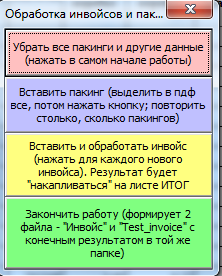 Обработка инвойсов и пак...
Убрать все пакинги и другие данные
(нажать в самом начале работы)
Вставить пакинг (выделить в пдф
все, потом нажать кнопку; повторить
столько, сколько пакингов)
Вставить и обработать инвойс
(нажать для каждого нового
инвойса). Результат будет
"накапливаться" на листе ИТОГ
Закончить работу (формирует 2
файла - "Инвойс" и "Test_invoice" с
конечным результатом в той же
папке)